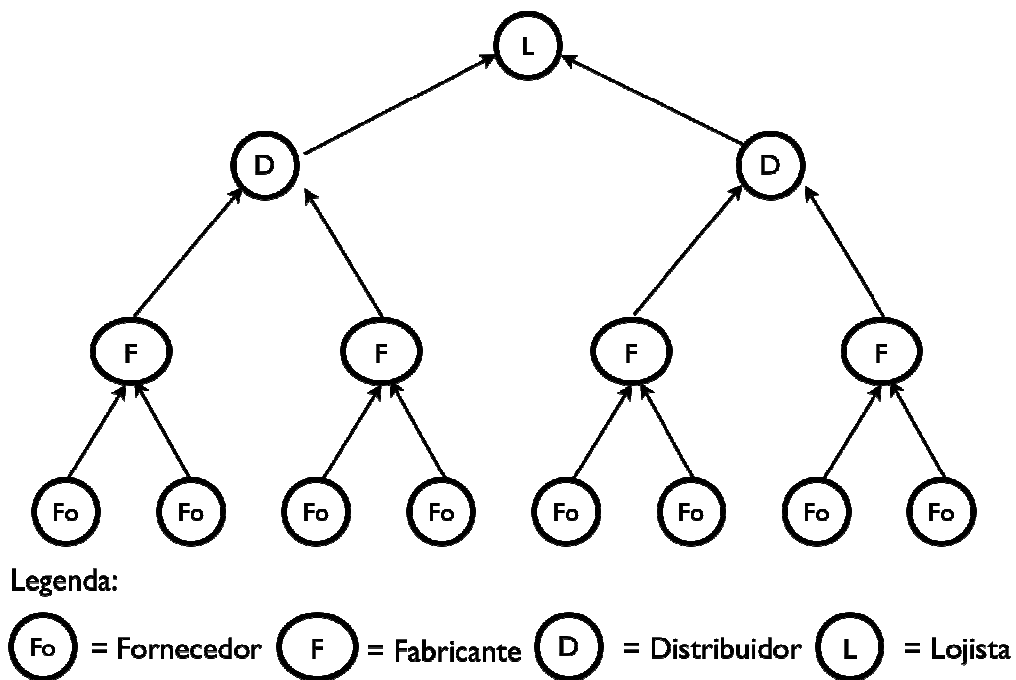 L
D D
F F F F
Fo Fo Fo Fo Fo Fo Fo Fo
Legenda:
Fo = Fornecedor F = Fabricante D = Distribuidor L = Lojista